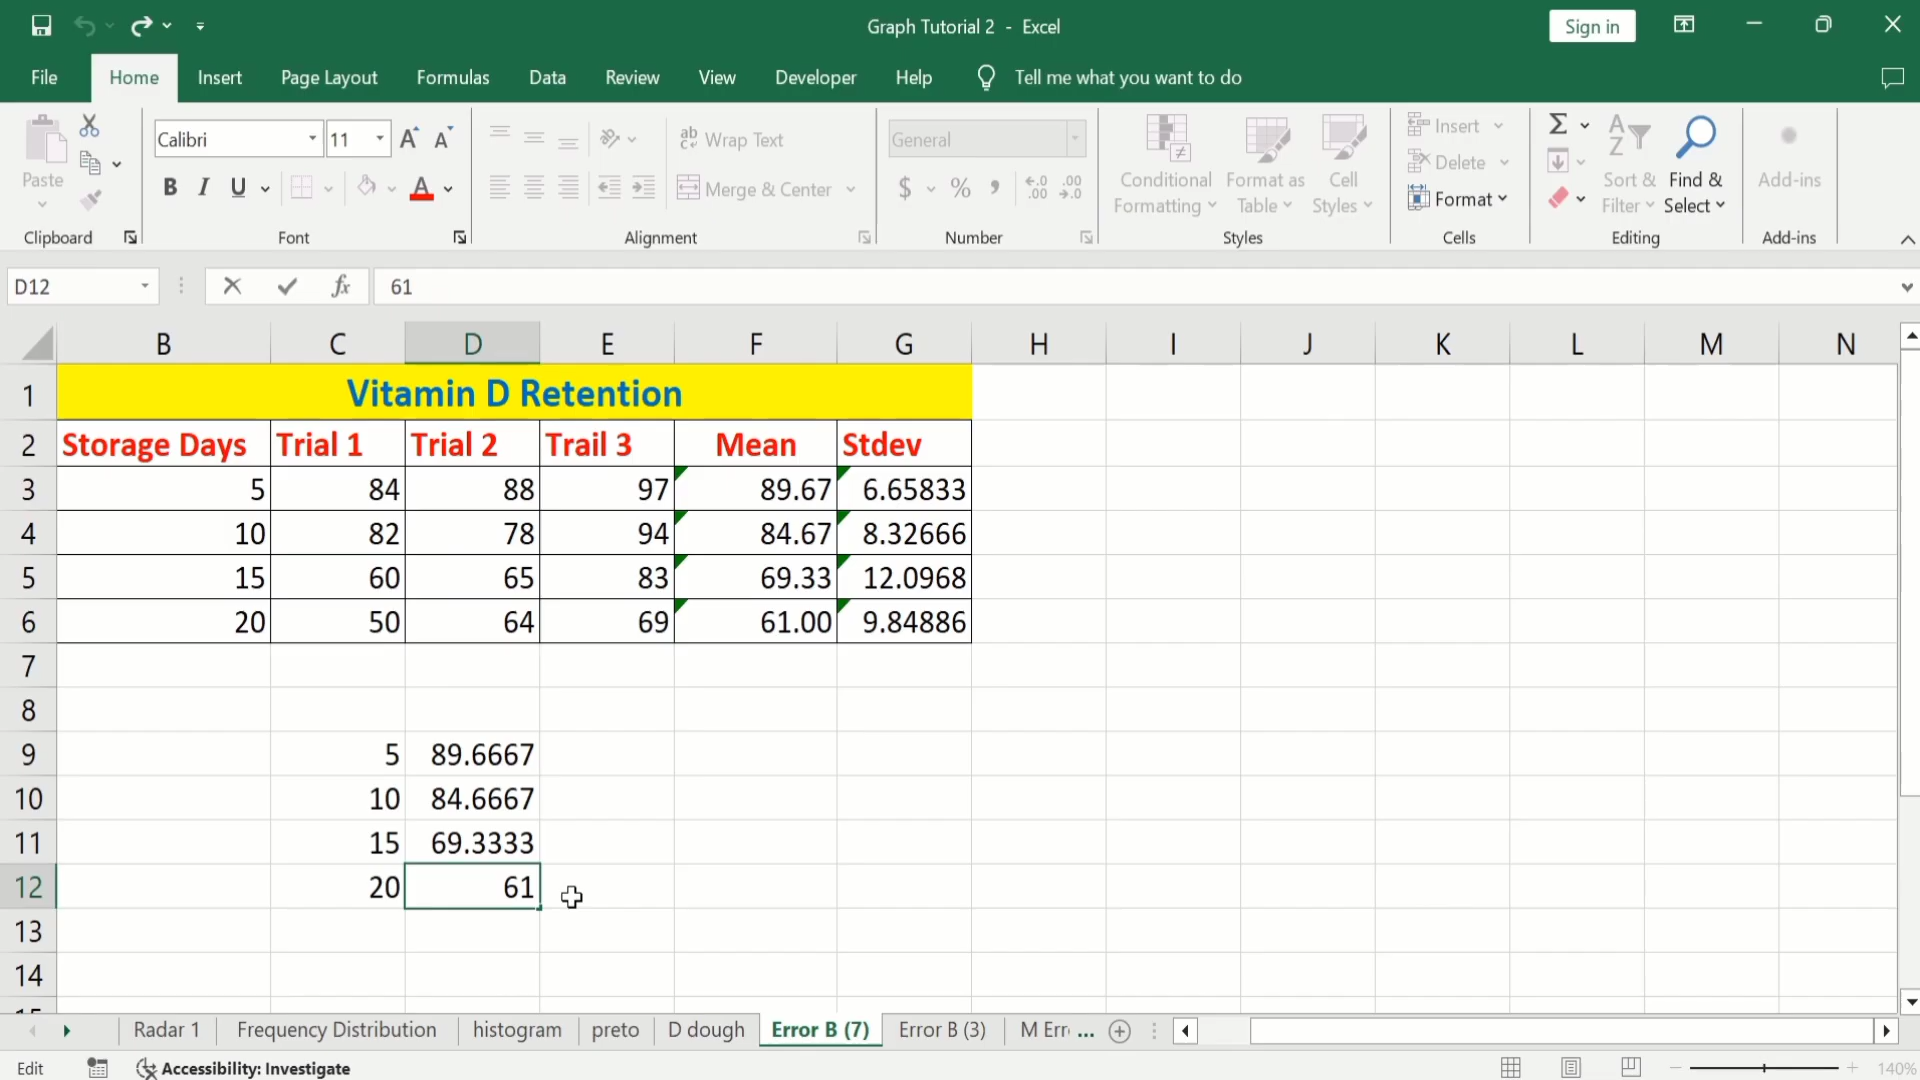 Graph Tutorial 2 - Excel
Sign in
File Home Insert Page Layout Formulas Data Review View Developer Help Tell me what you want to do
Paste
Clipboard
Calibri 11
B I U A
Font
ab Wrap Text
Merge & Center
Alignment
General
$ % , .00 .00
Number
Conditional Formatting
Format as Table
Cell Styles
Styles
Insert
Delete
Format
Cells
Sort & Filter
Find & Select
Editing
Add-ins
Add-ins
D12 fx 61
B C D E F G H I J K L M N
1 Vitamin D Retention
2 Storage Days Trial 1 Trial 2 Trail 3 Mean Stdev
3 5 84 88 97 89.67 6.65833
4 10 82 78 94 84.67 8.32666
5 15 60 65 83 69.33 12.0968
6 20 50 64 69 61.00 9.84886
7
8
9 5 89.6667
10 10 84.6667
11 15 69.3333
12 20 61
13
14
Radar 1 Frequency Distribution histogram preto D dough Error B (7) Error B (3) M Err ...
Edit Accessibility: Investigate 140%